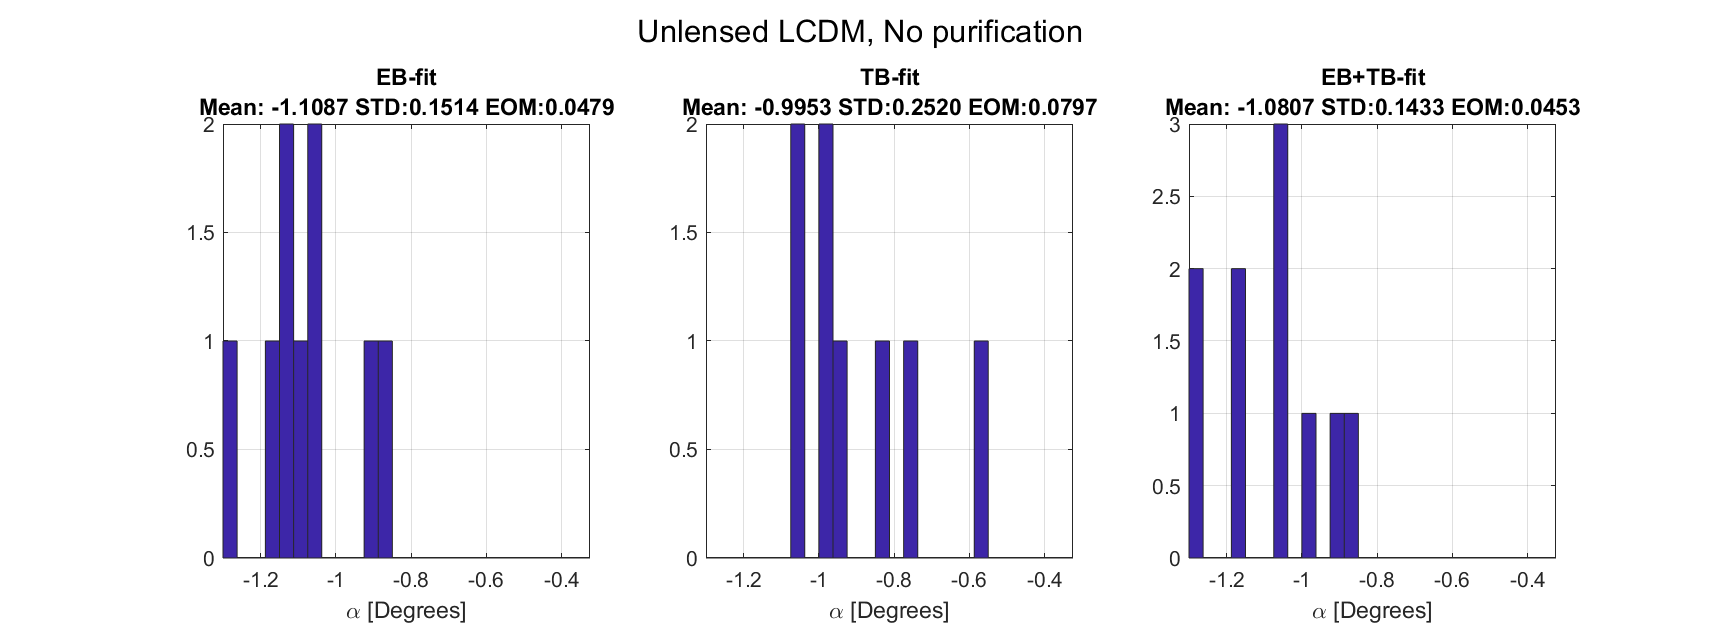 Unlensed LCDM, No purification
EB-fit
Mean: -1.1087 STD:0.1514 EOM:0.0479
2
1.5
1
0.5
0
-1.2 -1 -0.8 -0.6 -0.4
α [Degrees]
TB-fit
Mean: -0.9953 STD:0.2520 EOM:0.0797
2
1.5
1
0.5
0
-1.2 -1 -0.8 -0.6 -0.4
α [Degrees]
EB+TB-fit
Mean: -1.0807 STD:0.1433 EOM:0.0453
3
2.5
2
1.5
1
0.5
0
-1.2 -1 -0.8 -0.6 -0.4
α [Degrees]